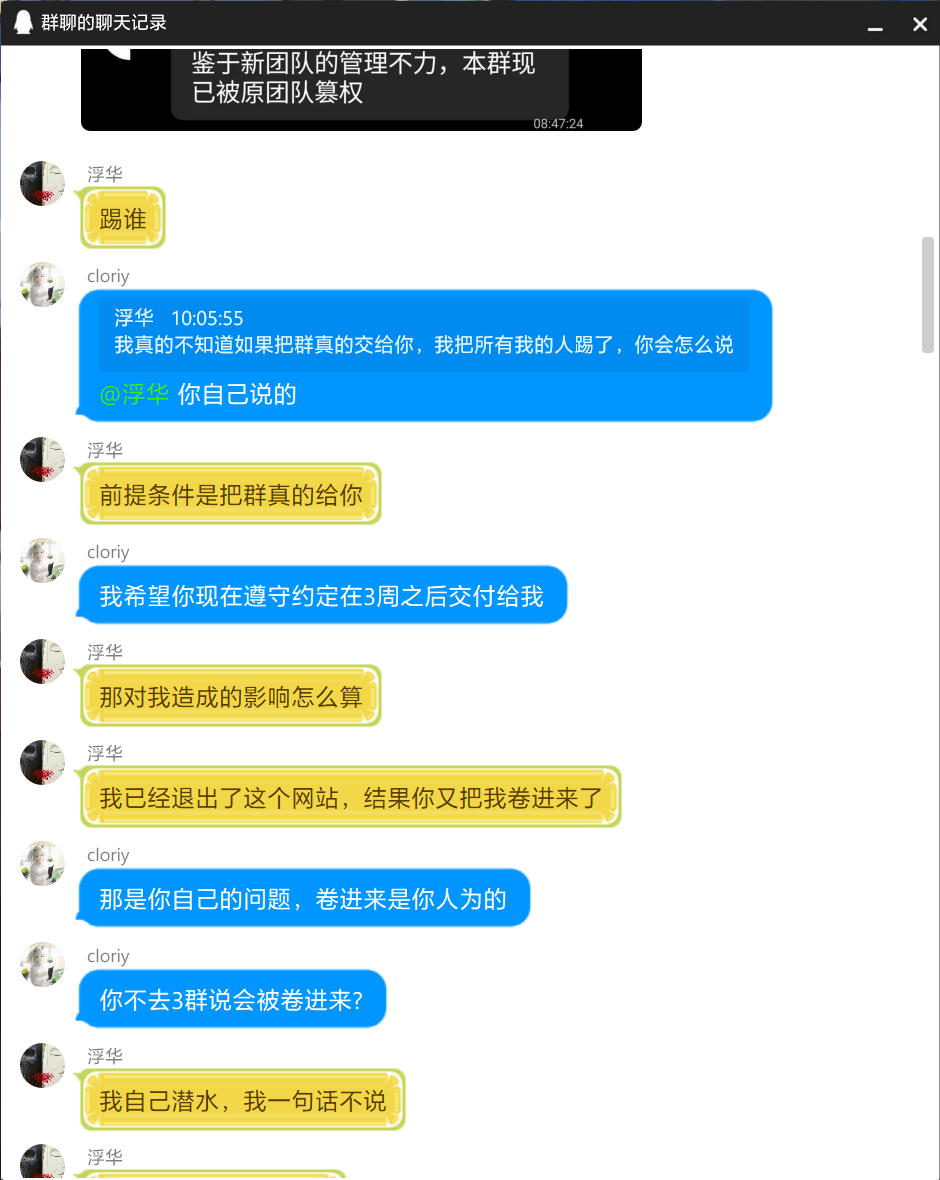 群聊的聊天记录
鉴于新团队的管理不力，本群现
已被原团队篡权
08:47:24
浮华
踢谁
cloriy
浮华 10:05:55
我真的不知道如果把群真的交给你，我把所有我的人踢了，你会怎么说
@浮华 你自己说的
浮华
前提条件是把群真的给你
cloriy
我希望你现在遵守约定在3周之后交付给我
浮华
那对我造成的影响怎么算
浮华
我已经退出了这个网站，结果你又把我卷进来了
cloriy
那是你自己的问题，卷进来是你人为的
cloriy
你不去3群说会被卷进来?
浮华
我自己潜水，我一句话不说
浮华